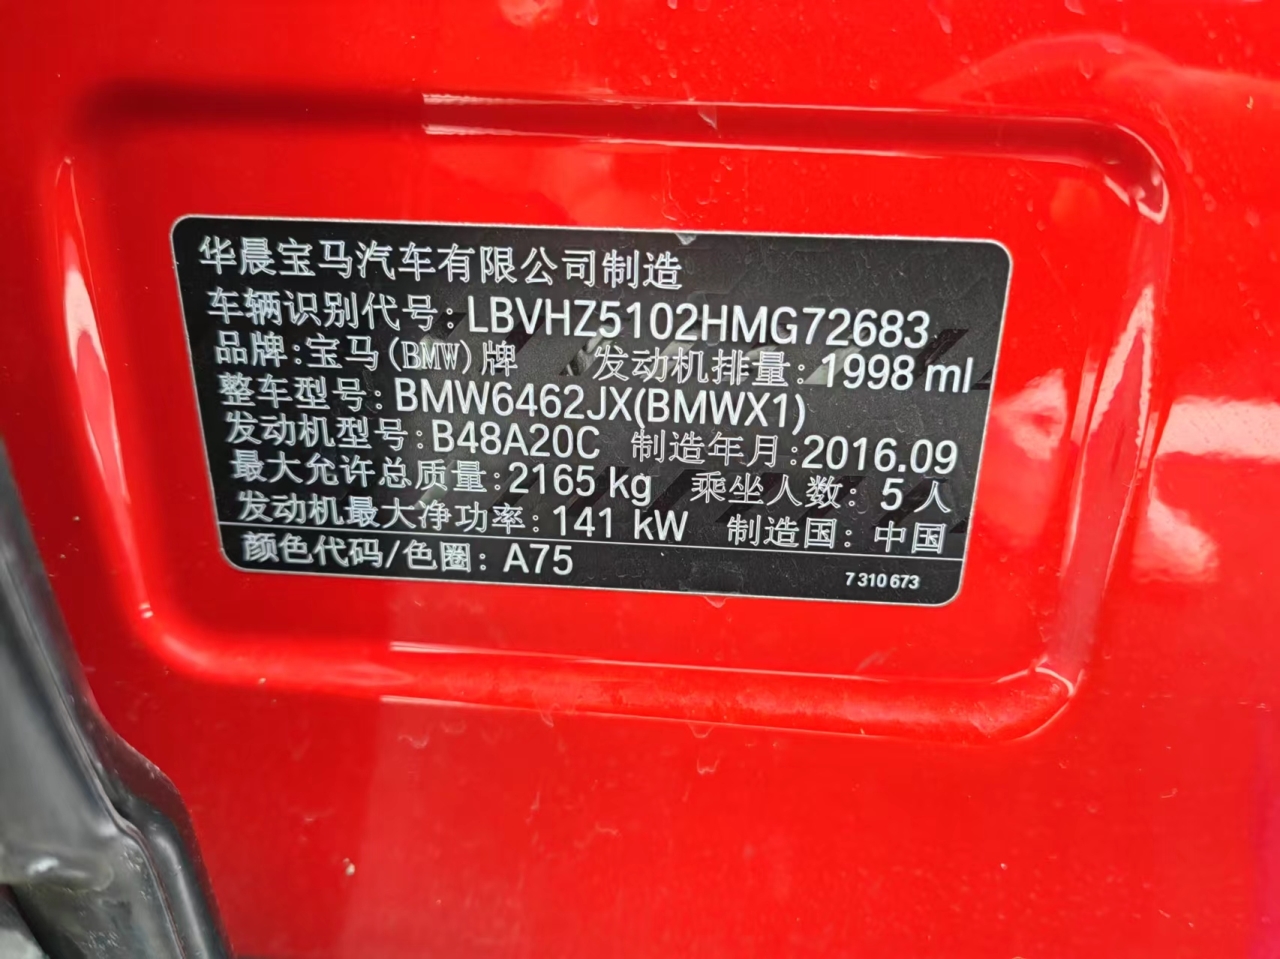 华晨宝马汽车有限公司制造
车辆识别代号: LBVHZ5102HMG72683
品牌: 宝马(BMW)牌 发动机排量: 1998 ml
整车型号: BMW6462JX(BMWX1)
发动机型号: B48A20C 制造年月: 2016.09
最大允许总质量: 2165 kg 乘坐人数: 5 人
发动机最大净功率: 141 kW 制造国: 中国
颜色代码/色圈: A75
7 310 673